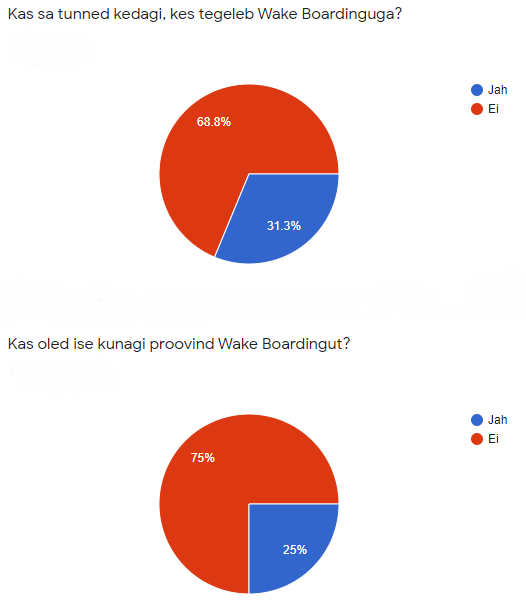 Kas sa tunned kedagi, kes tegeleb Wake Boardinguga?
Jah
Ei
68.8%
31.3%
Kas oled ise kunagi proovind Wake Boardingut?
Jah
Ei
75%
25%